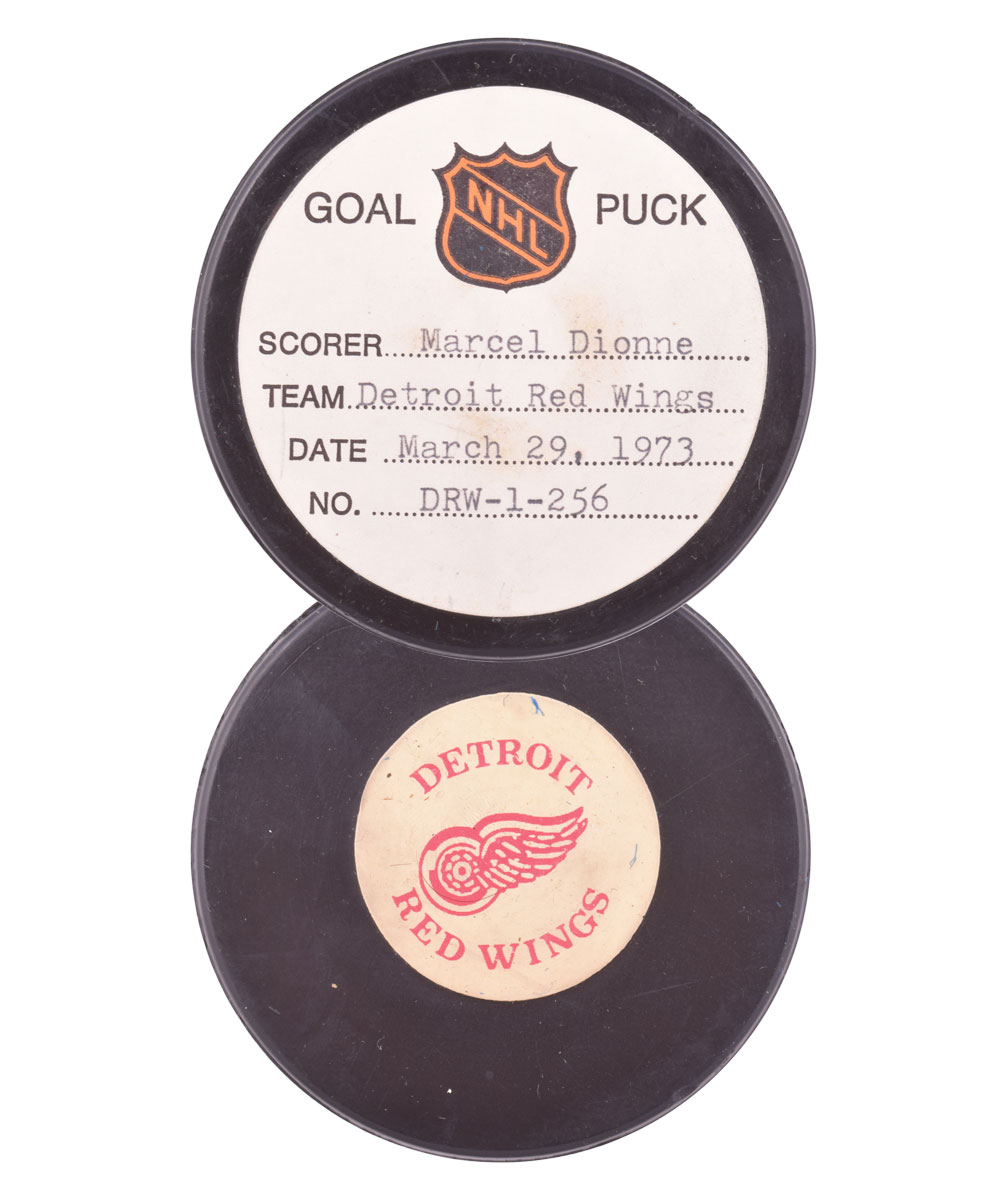 GOAL NHL PUCK
SCORER....Marcel Dionne......
TEAM..Detroit Red Wings....
DATE ..March 29, 1973.....
NO. .....DRW-1-256..........
DETROIT
RED WINGS